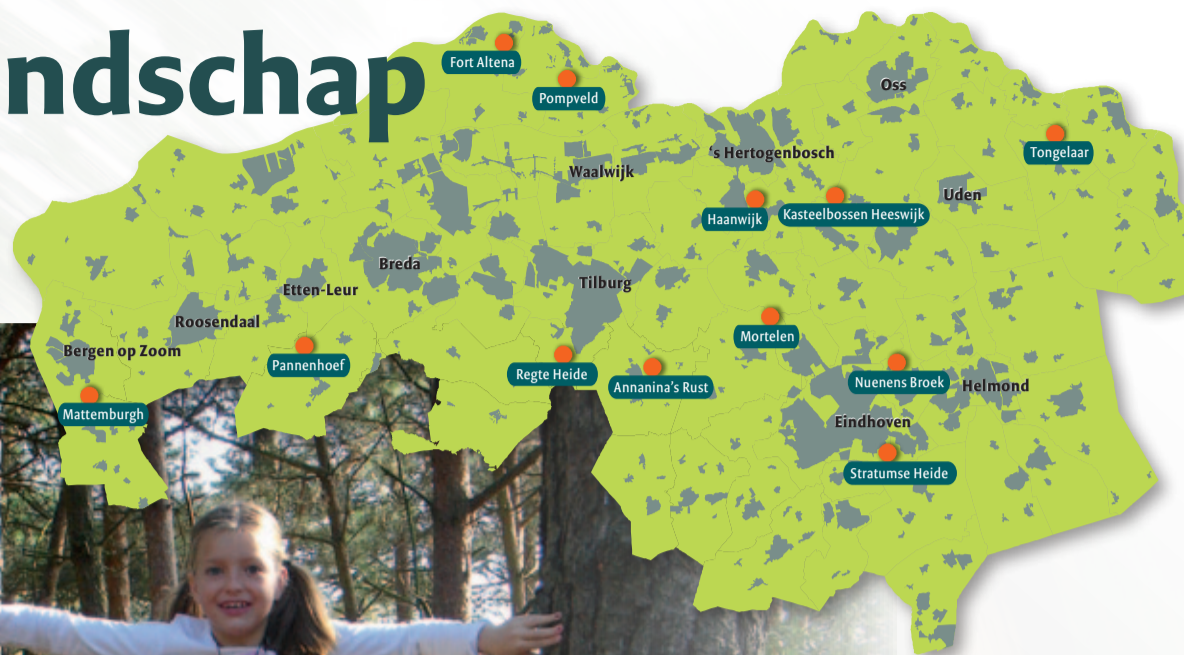 ndschap
Fort Altena
Pompveld
Oss
Tongelaar
's Hertogenbosch
Waalwijk
Uden
Haanwijk
Kasteelbossen Heeswijk
Breda
Tilburg
Etten-Leur
Roosendaal
Mortelen
Bergen op Zoom
Pannenhoef
Regte Heide
Annanina's Rust
Nuenens Broek
Helmond
Mattemburgh
Eindhoven
Stratumse Heide